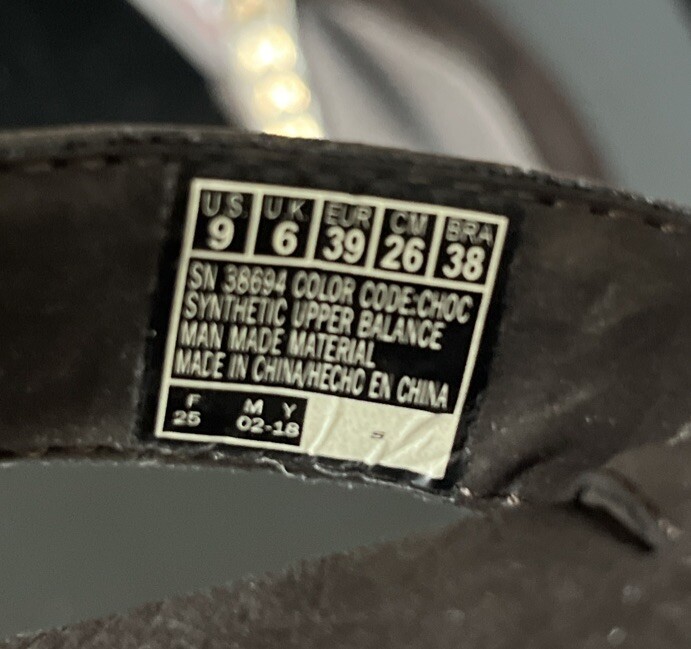 US UK EUR CM BRA
9 6 39 26 38
SN 38694 COLOR CODE:CHOC
SYNTHETIC UPPER BALANCE
MAN MADE MATERIAL
MADE IN CHINA/HECHO EN CHINA
F M Y
25 02-18